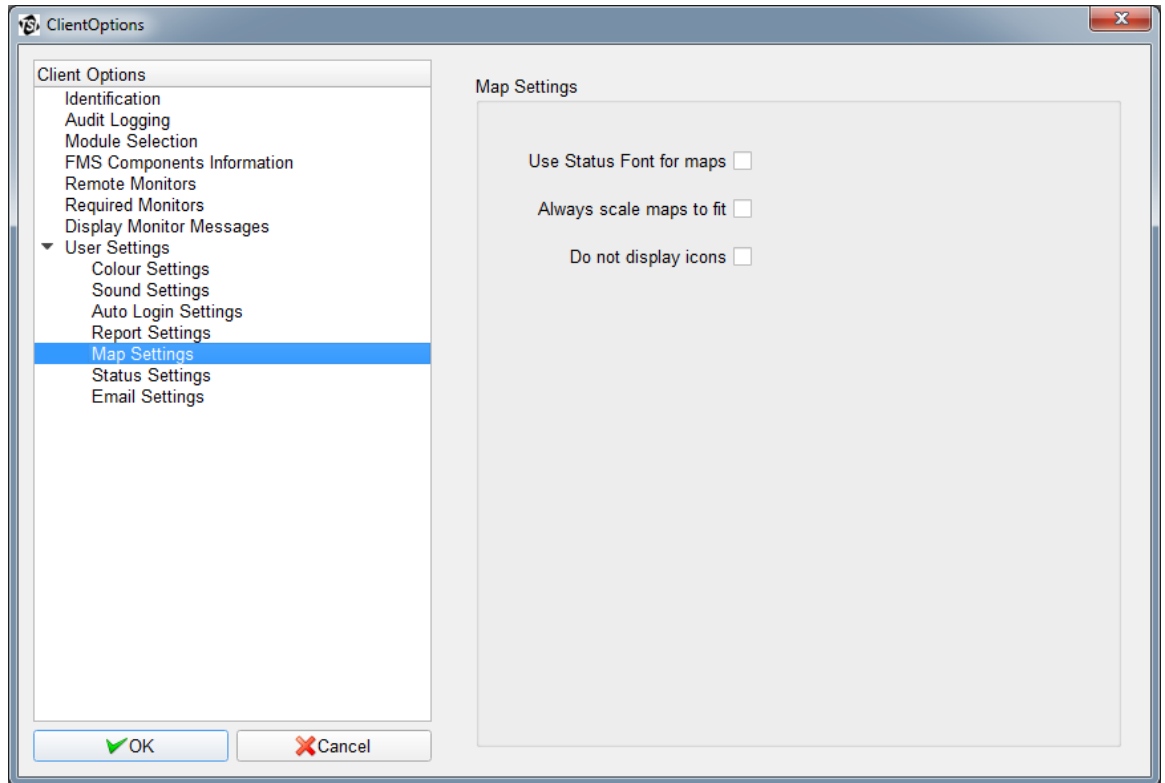 TSI ClientOptions
Client Options
Identification
Audit Logging
Module Selection
FMS Components Information
Remote Monitors
Required Monitors
Display Monitor Messages
User Settings
Colour Settings
Sound Settings
Auto Login Settings
Report Settings
Map Settings
Status Settings
Email Settings
OK Cancel
Map Settings
Use Status Font for maps
Always scale maps to fit
Do not display icons